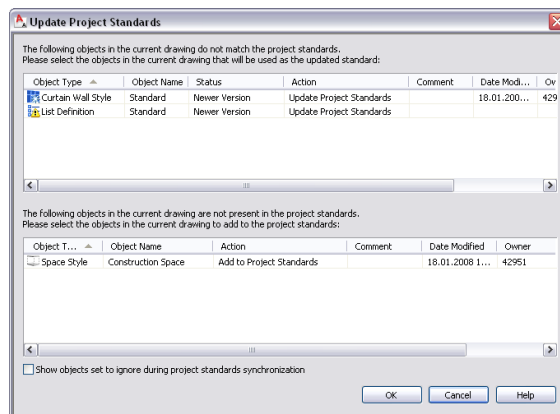 Update Project Standards
The following objects in the current drawing do not match the project standards.
Please select the objects in the current drawing that will be used as the updated standard:
Object Type Object Name Status Action Comment Date Modi... Ov
Curtain Wall Style Standard Newer Version Update Project Standards 18.01.200... 429
List Definition Standard Newer Version Update Project Standards
The following objects in the current drawing are not present in the project standards.
Please select the objects in the current drawing to add to the project standards:
Object T... Object Name Action Comment Date Modified Owner
Space Style Construction Space Add to Project Standards 18.01.2008 1... 42951
Show objects set to ignore during project standards synchronization
OK Cancel Help